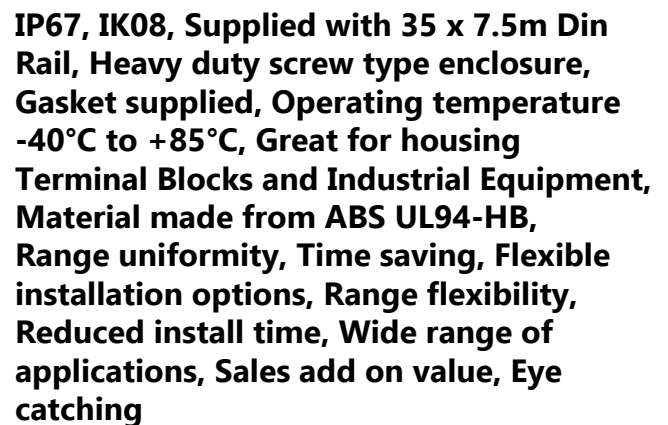 IP67, IK08, Supplied with 35 x 7.5m Din
Rail, Heavy duty screw type enclosure,
Gasket supplied, Operating temperature
-40°C to +85°C, Great for housing
Terminal Blocks and Industrial Equipment,
Material made from ABS UL94-HB,
Range uniformity, Time saving, Flexible
installation options, Range flexibility,
Reduced install time, Wide range of
applications, Sales add on value, Eye
catching